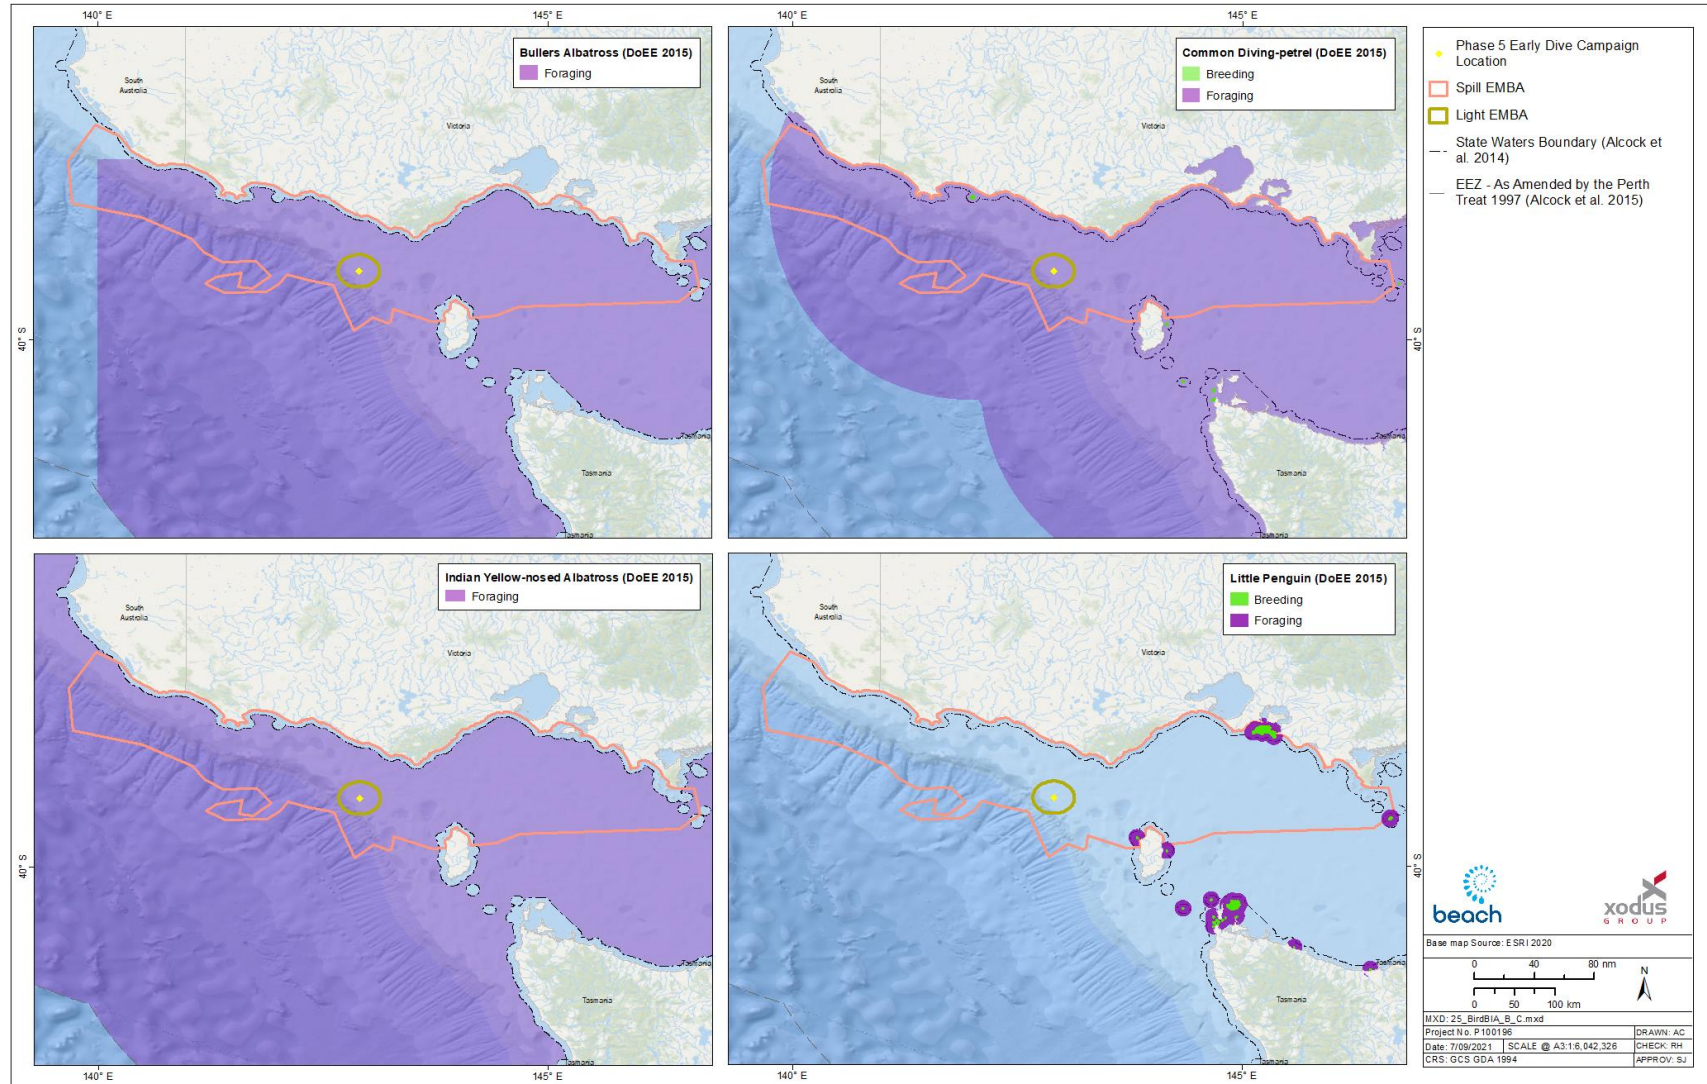 140° E
145° E
140° E
145° E
Bullers Albatross (DoEE 2015)
Foraging
South
Australia
Victoria
Tasmania
Tasmania
Tasmania
40° S
Common Diving-petrel (DoEE 2015)
Breeding
Foraging
South
Australia
Victoria
Tasmania
Tasmania
Tasmania
40° S
Indian Yellow-nosed Albatross (DoEE 2015)
Foraging
South
Australia
Victoria
Tasmania
Tasmania
40° S
Little Penguin (DoEE 2015)
Breeding
Foraging
South
Australia
Victoria
Tasmania
Tasmania
40° S
140° E
145° E
140° E
145° E
Phase 5 Early Dive Campaign
Location
Spill EMBA
Light EMBA
State Waters Boundary (Alcock et
al. 2014)
EEZ - As Amended by the Perth
Treat 1997 (Alcock et al. 2015)
beach
xodus
GROUP
Base map Source: ESRI 2020
0 40 80 nm
0 50 100 km
N
MXD: 25_BirdBIA_B_C.mxd
Project No. P100196
DRAWN: AC
Date: 7/09/2021
SCALE @ A3:1:6,042,326
CHECK: RH
CRS: GCS GDA 1994
APPROV: SJ